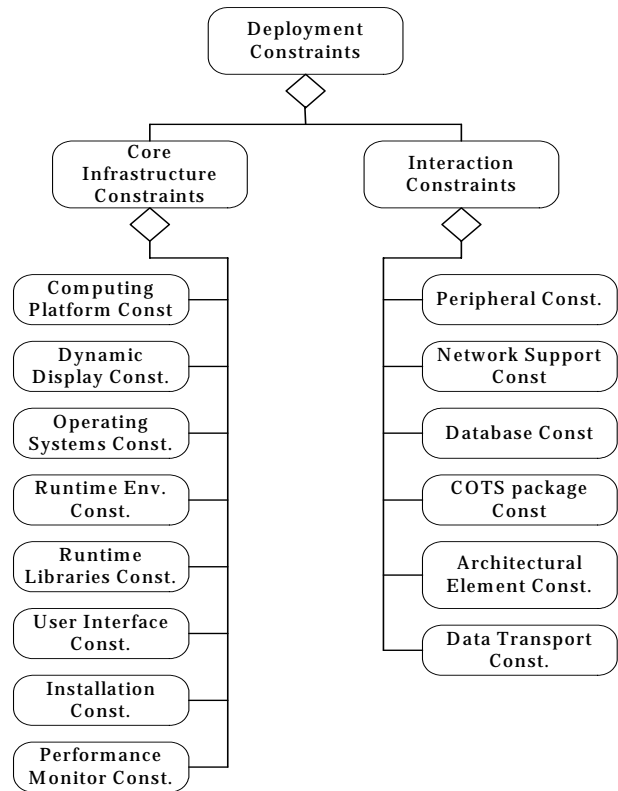 Deployment
Constraints
Core
Infrastructure
Constraints
Interaction
Constraints
Computing
Platform Const
Dynamic
Display Const.
Operating
Systems Const.
Runtime Env.
Const.
Runtime
Libraries Const.
User Interface
Const.
Installation
Const.
Performance
Monitor Const.
Peripheral Const.
Network Support
Const
Database Const
COTS package
Const
Architectural
Element Const.
Data Transport
Const.